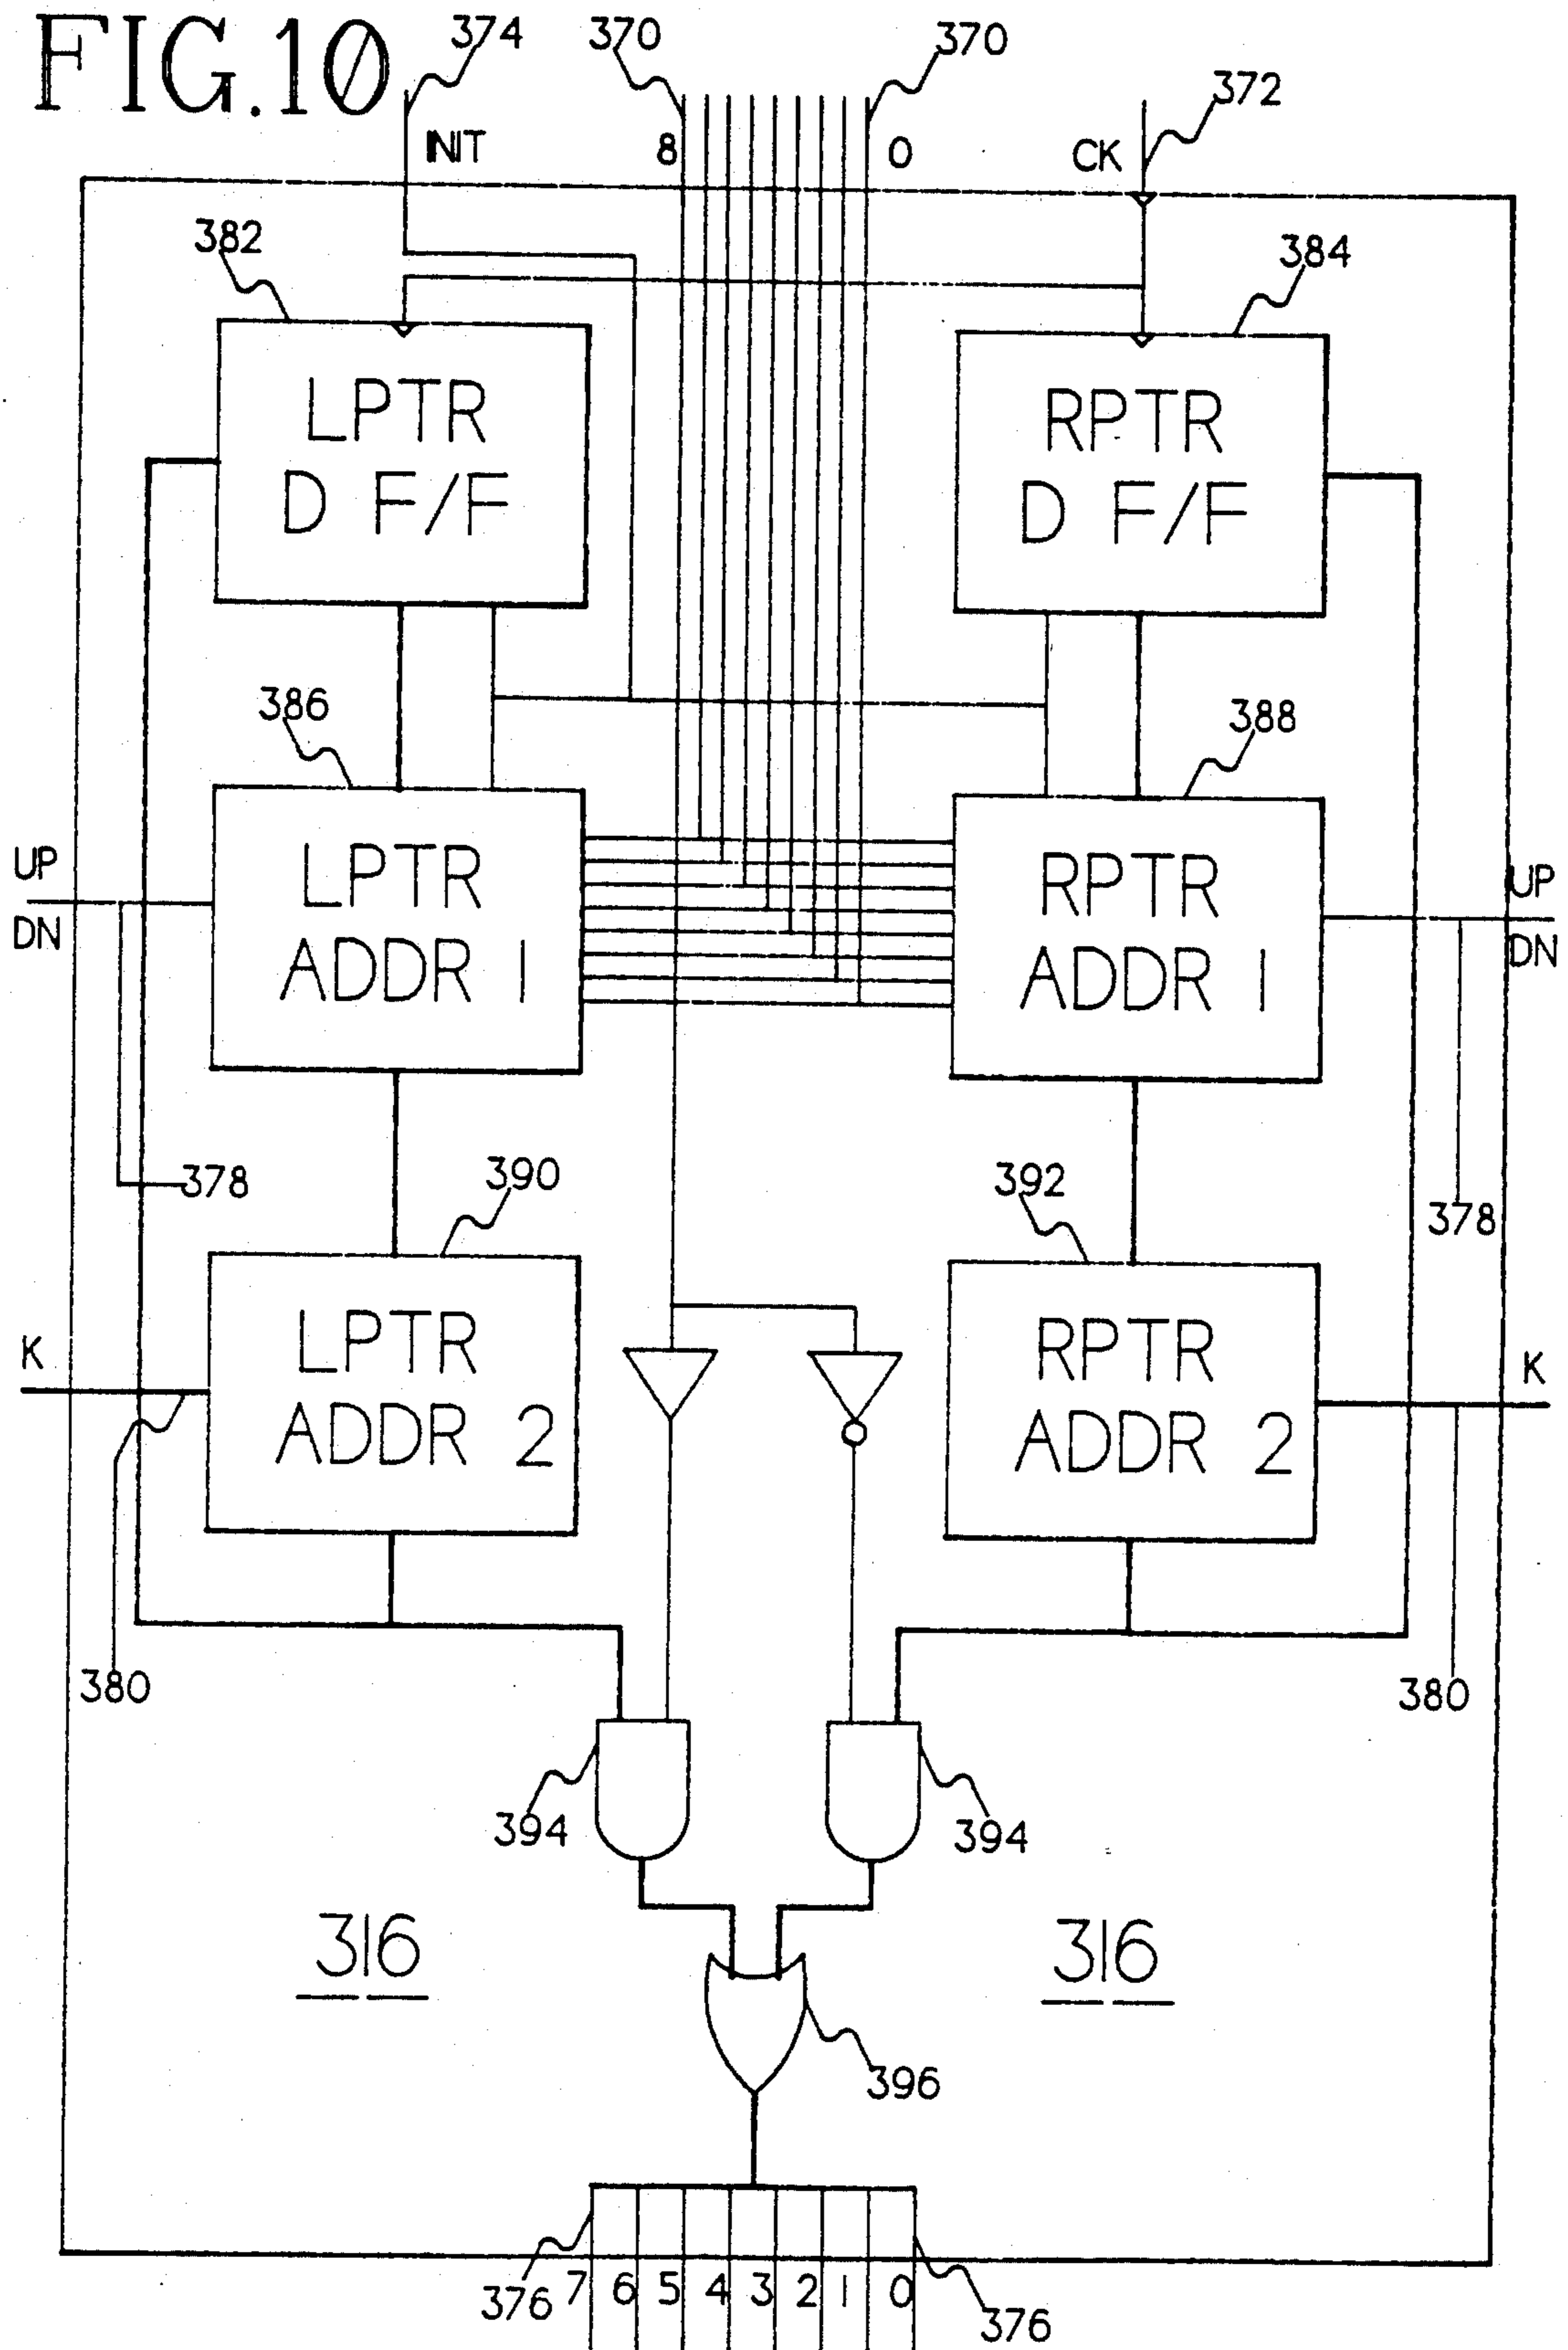 FIG.10
374 370 370 372
INIT 8 0 CK
382 384
LPTR
D F/F
RPTR
D F/F
386 388
UP
DN
LPTR
ADDR 1
RPTR
ADDR 1
UP
DN
378 390 392 378
K
LPTR
ADDR 2
RPTR
ADDR 2
K
380 380
394 394
316 316
396
376 7 6 5 4 3 2 1 0 376